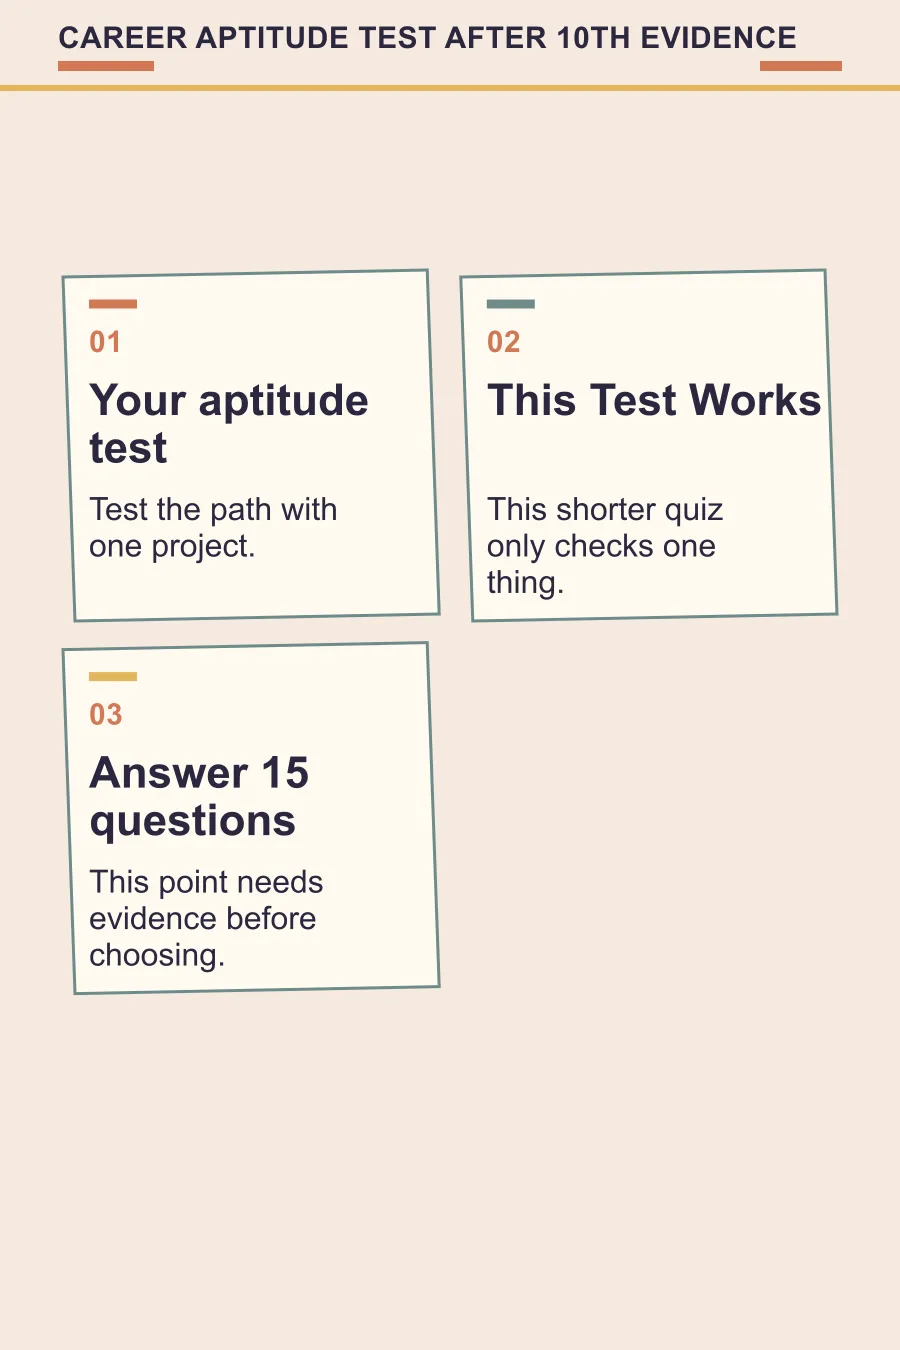 CAREER APTITUDE TEST AFTER 10TH EVIDENCE
01
Your aptitude
test
Test the path with
one project.
02
This Test Works
This shorter quiz
only checks one
thing.
03
Answer 15
questions
This point needs
evidence before
choosing.